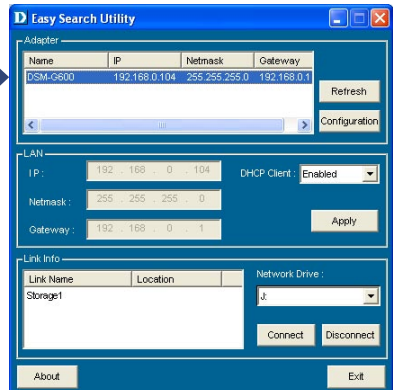 D Easy Search Utility
Adapter
Name IP Netmask Gateway
DSM-G600 192.168.0.104 255.255.255.0 192.168.0.1
Refresh
Configuration
LAN
IP : 192 . 168 . 0 . 104 DHCP Client : Enabled
Netmask : 255 . 255 . 255 . 0
Gateway : 192 . 168 . 0 . 1 Apply
Link Info
Link Name Location Network Drive :
Storage1 J:
Connect Disconnect
About Exit